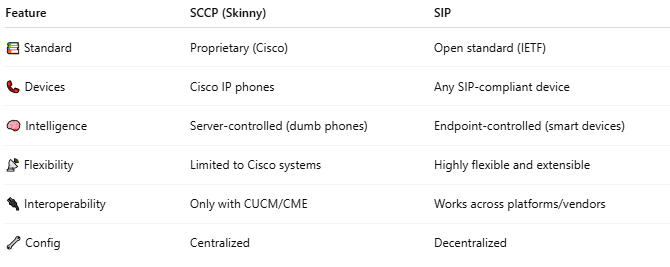 Feature SCCP (Skinny) SIP
Standard Proprietary (Cisco) Open standard (IETF)
Devices Cisco IP phones Any SIP-compliant device
Intelligence Server-controlled (dumb phones) Endpoint-controlled (smart devices)
Flexibility Limited to Cisco systems Highly flexible and extensible
Interoperability Only with CUCM/CME Works across platforms/vendors
Config Centralized Decentralized